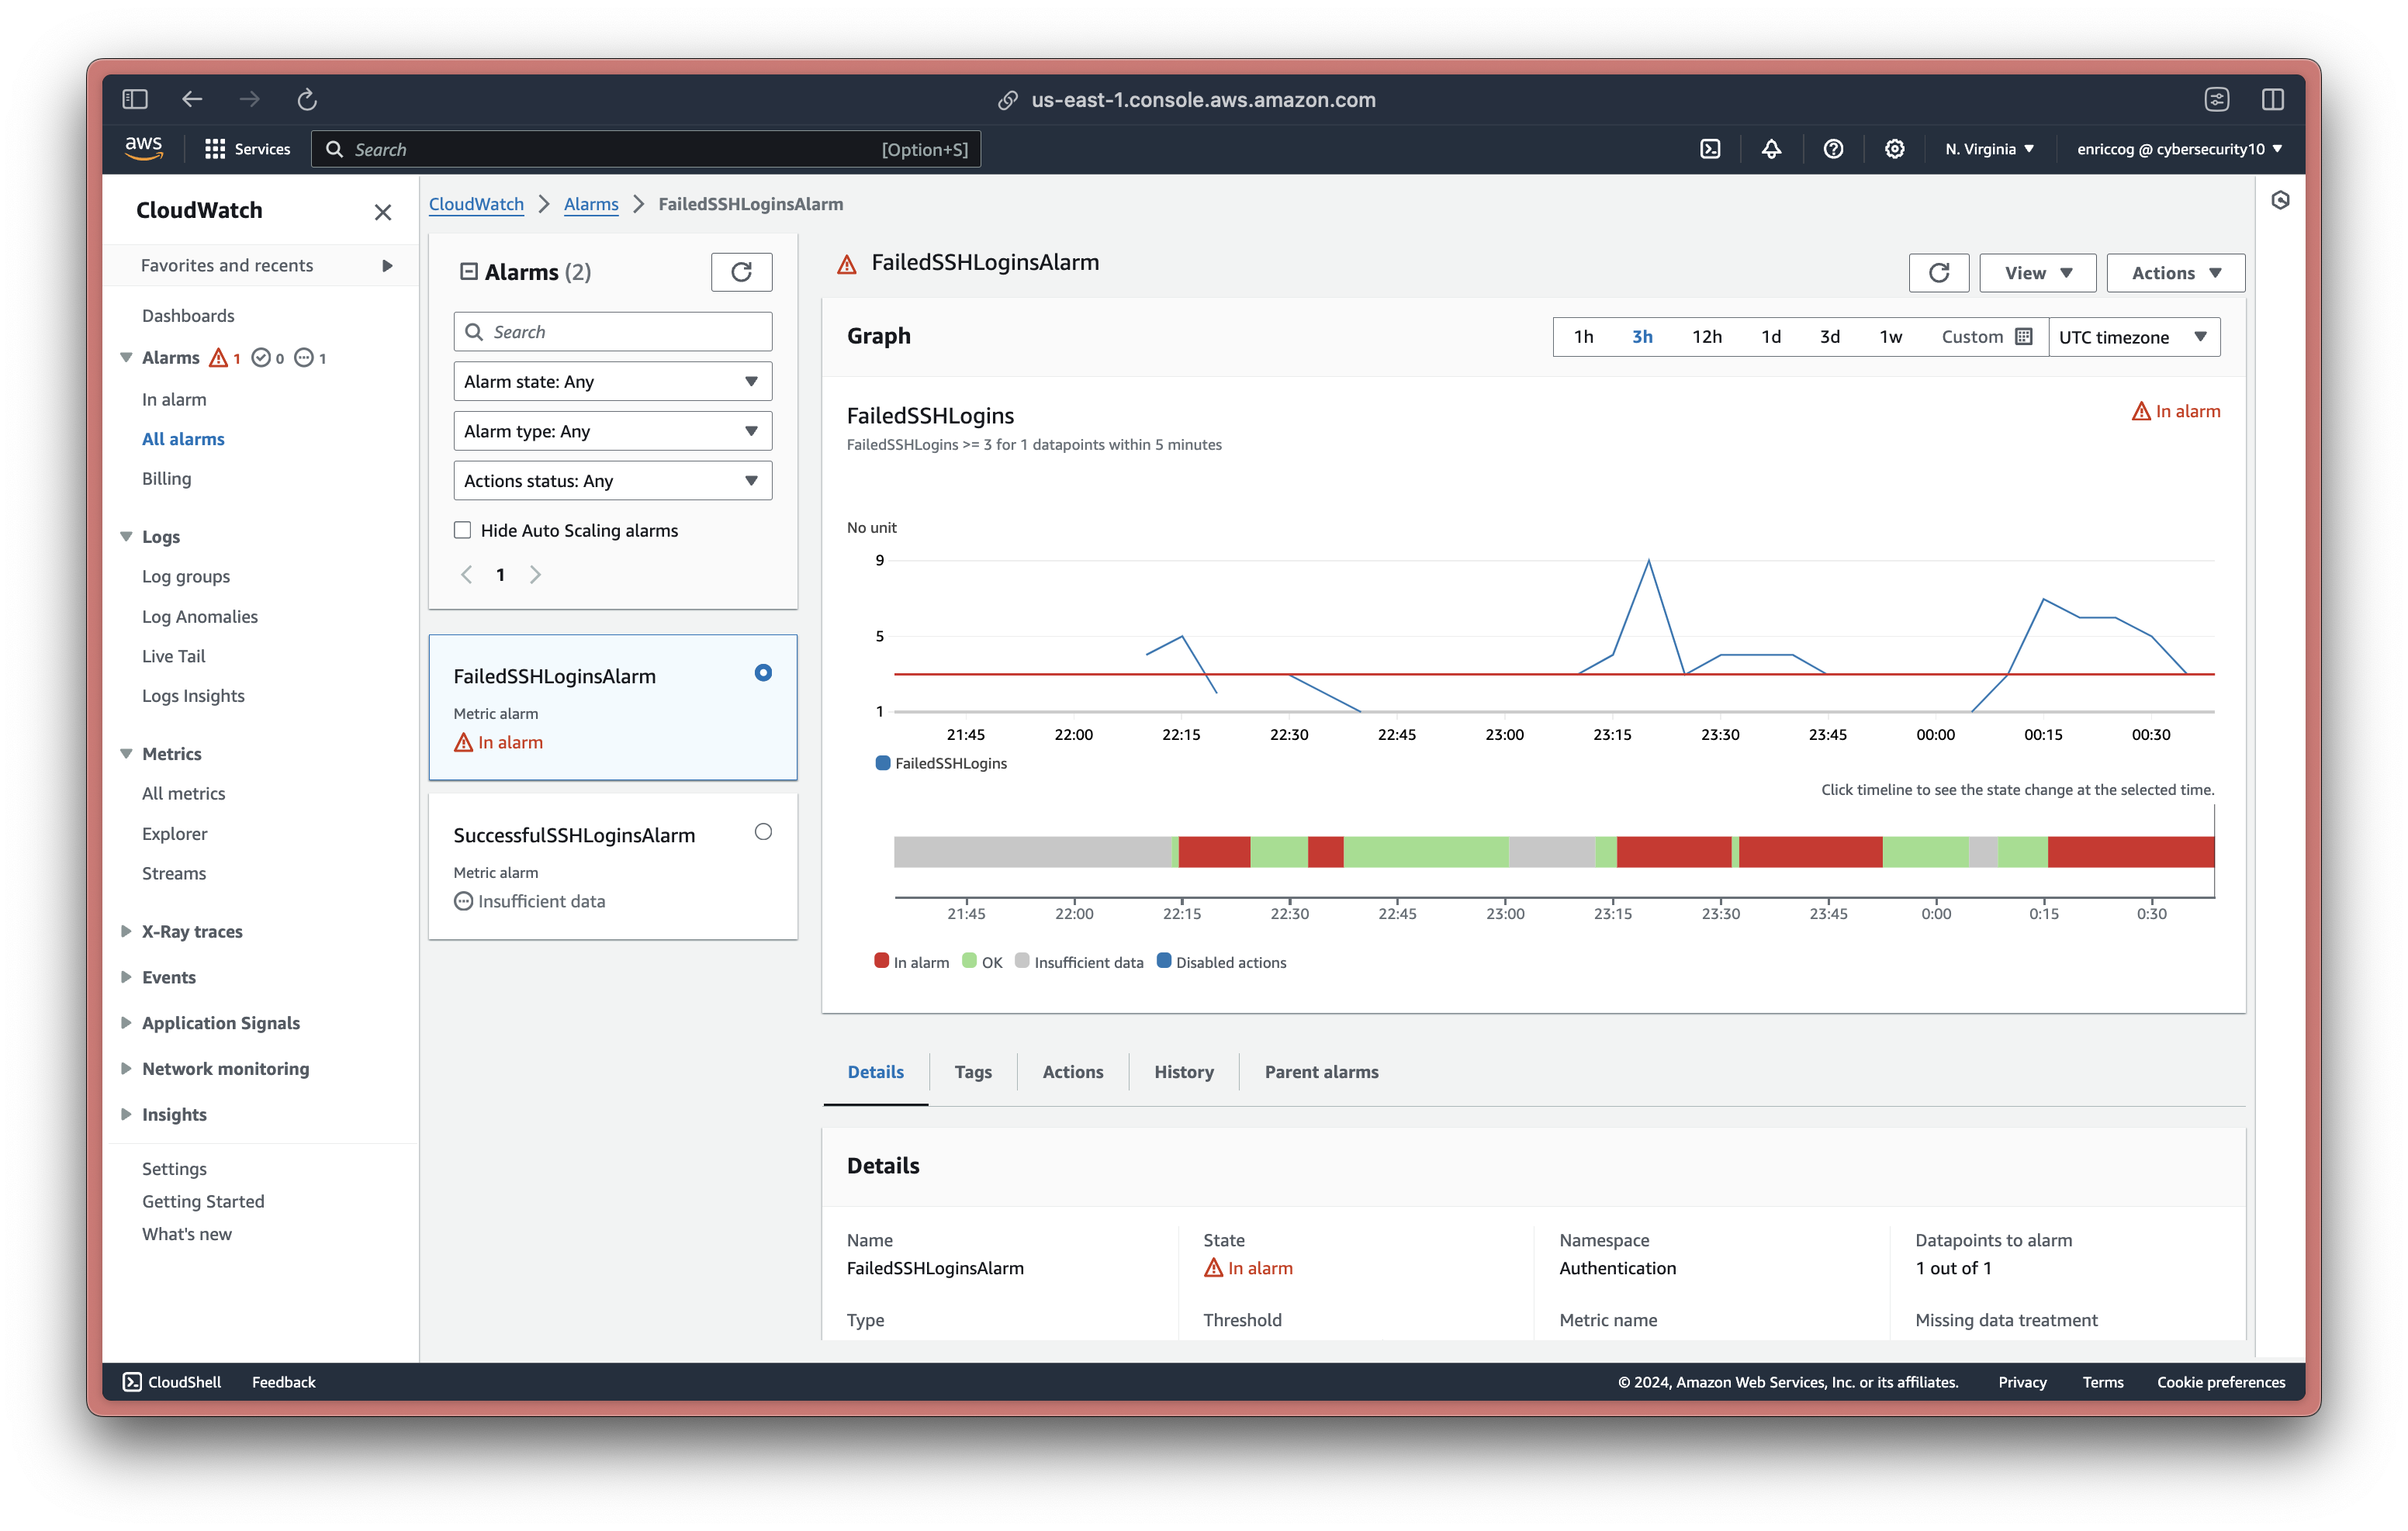 us-east-1.console.aws.amazon.com
aws
Services
Search
[Option+S]
N. Virginia
enriccog @ cybersecurity10
CloudWatch
Favorites and recents
Dashboards
Alarms 1 0 1
In alarm
All alarms
Billing
Logs
Log groups
Log Anomalies
Live Tail
Logs Insights
Metrics
All metrics
Explorer
Streams
X-Ray traces
Events
Application Signals
Network monitoring
Insights
Settings
Getting Started
What's new
CloudWatch
Alarms
FailedSSHLoginsAlarm
Alarms (2)
Search
Alarm state: Any
Alarm type: Any
Actions status: Any
Hide Auto Scaling alarms
1
FailedSSHLoginsAlarm
Metric alarm
In alarm
SuccessfulSSHLoginsAlarm
Metric alarm
Insufficient data
FailedSSHLoginsAlarm
View
Actions
Graph
1h 3h 12h 1d 3d 1w Custom
UTC timezone
FailedSSHLogins
In alarm
FailedSSHLogins >= 3 for 1 datapoints within 5 minutes
No unit
9
5
1
21:45 22:00 22:15 22:30 22:45 23:00 23:15 23:30 23:45 00:00 00:15 00:30
FailedSSHLogins
Click timeline to see the state change at the selected time.
21:45 22:00 22:15 22:30 22:45 23:00 23:15 23:30 23:45 0:00 0:15 0:30
In alarm OK Insufficient data Disabled actions
Details Tags Actions History Parent alarms
Details
Name
FailedSSHLoginsAlarm
Type
State
In alarm
Threshold
Namespace
Authentication
Metric name
Datapoints to alarm
1 out of 1
Missing data treatment
CloudShell
Feedback
© 2024, Amazon Web Services, Inc. or its affiliates.
Privacy
Terms
Cookie preferences